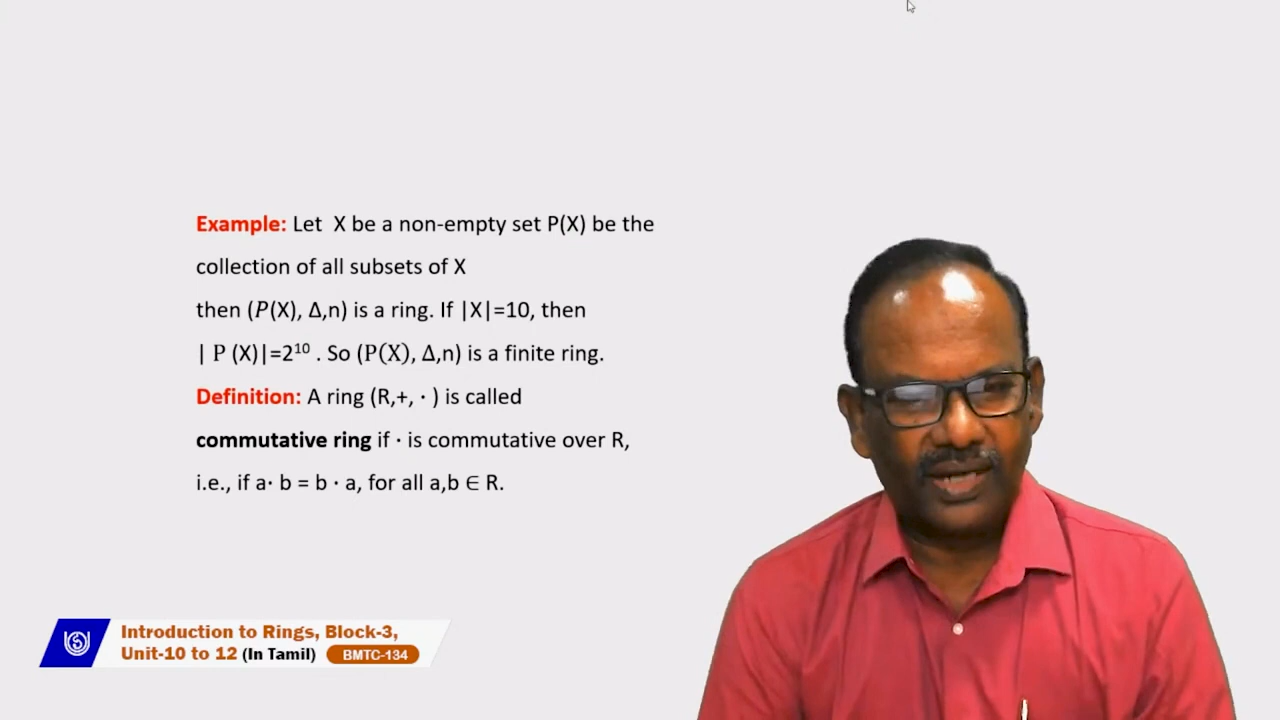 Example: Let X be a non-empty set P(X) be the
collection of all subsets of X
then (𝑃(X), Δ,n) is a ring. If |X|=10, then
| P (X)|=2¹⁰ . So (P(X), Δ,n) is a finite ring.
Definition: A ring (R,+, · ) is called
commutative ring if · is commutative over R,
i.e., if a· b = b · a, for all a,b ∈ R.
Introduction to Rings, Block-3,
Unit-10 to 12 (In Tamil) BMTC-134